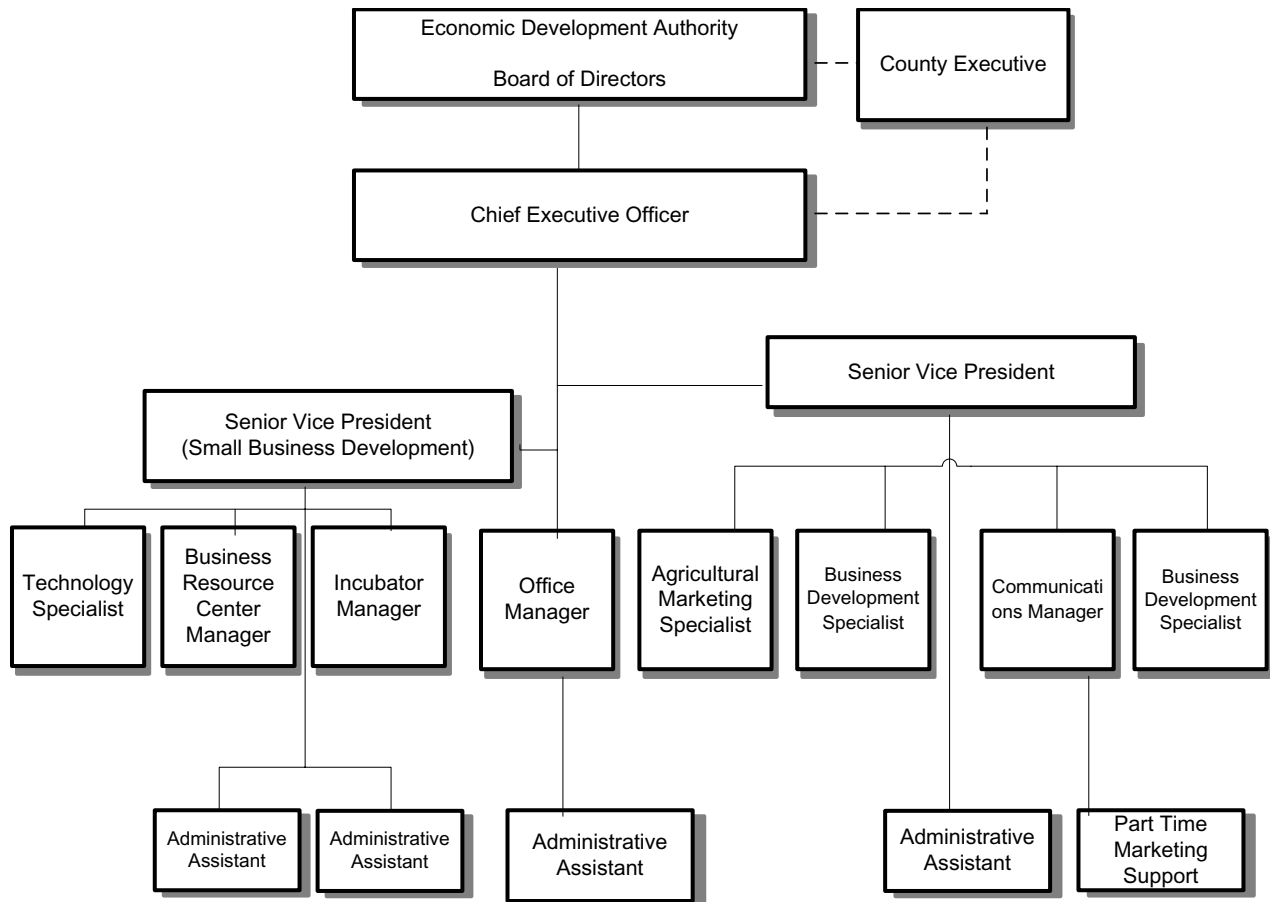 Economic Development Authority
Board of Directors
County Executive
Chief Executive Officer
Senior Vice President
Senior Vice President
(Small Business Development)
Technology
Specialist
Business
Resource
Center
Manager
Incubator
Manager
Office
Manager
Agricultural
Marketing
Specialist
Business
Development
Specialist
Communicati
ons Manager
Business
Development
Specialist
Administrative
Assistant
Administrative
Assistant
Administrative
Assistant
Administrative
Assistant
Part Time
Marketing
Support